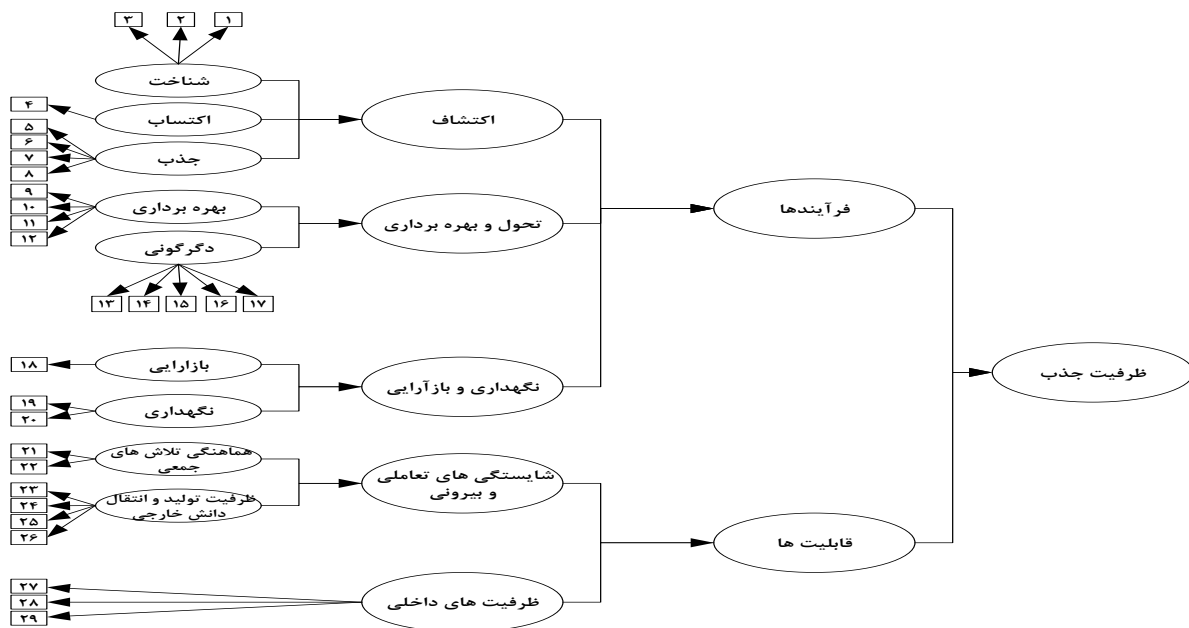 ۳ ۲ ۱
شناخت
۴
اکتساب
اکتشاف
۵
۶
جذب
۷
۸
۹
بهره برداری
۱۰
۱۱
۱۲
تحول و بهره برداری
فرآیندها
دگرگونی
۱۳ ۱۴ ۱۵ ۱۶ ۱۷
۱۸
بازارایی
نگهداری و بازآرایی
ظرفیت جذب
۱۹
نگهداری
۲۰
۲۱
۲۲
هماهنگی تلاش های
جمعی
شایستگی های تعاملی
و بیرونی
۲۳
۲۴
۲۵
۲۶
ظرفیت تولید و انتقال
دانش خارجی
قابلیت ها
۲۷
۲۸
۲۹
ظرفیت های داخلی